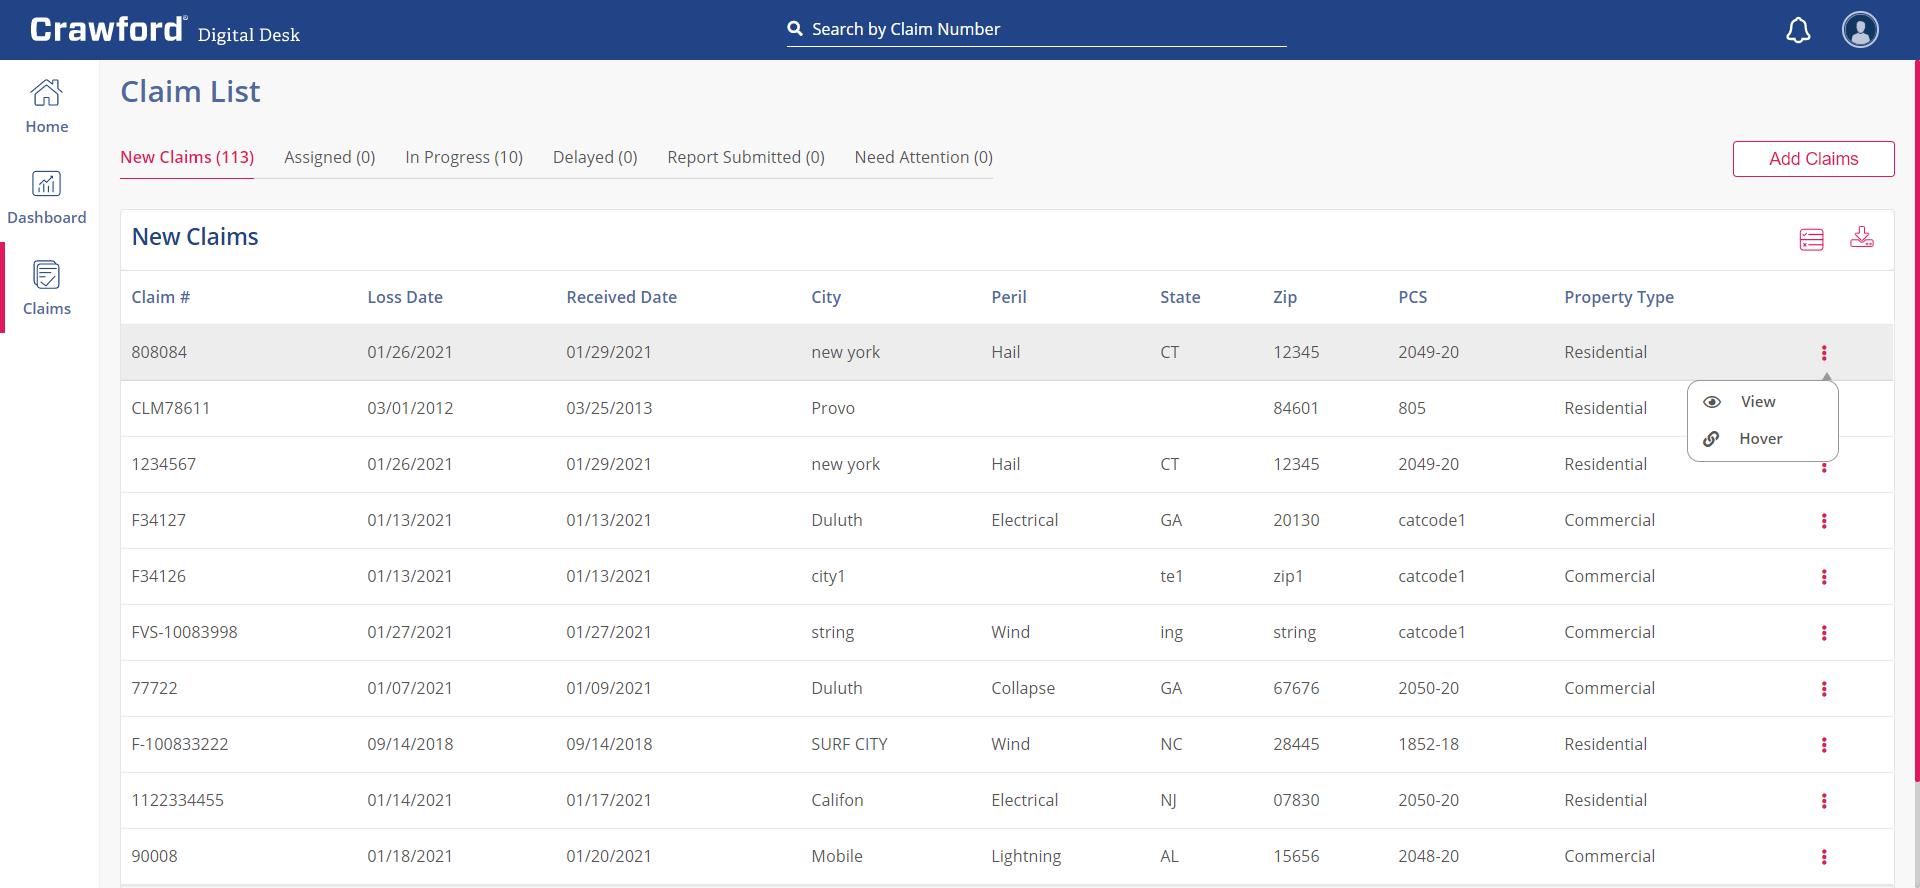 Crawford® Digital Desk
Search by Claim Number
Home
Dashboard
Claims
Claim List
New Claims (113) Assigned (0) In Progress (10) Delayed (0) Report Submitted (0) Need Attention (0)
Add Claims
New Claims
Claim # Loss Date Received Date City Peril State Zip PCS Property Type
808084 01/26/2021 01/29/2021 new york Hail CT 12345 2049-20 Residential
View
Hover
CLM78611 03/01/2012 03/25/2013 Provo 84601 805 Residential
1234567 01/26/2021 01/29/2021 new york Hail CT 12345 2049-20 Residential
F34127 01/13/2021 01/13/2021 Duluth Electrical GA 20130 catcode1 Commercial
F34126 01/13/2021 01/13/2021 city1 te1 zip1 catcode1 Commercial
FVS-10083998 01/27/2021 01/27/2021 string Wind ing string catcode1 Commercial
77722 01/07/2021 01/09/2021 Duluth Collapse GA 67676 2050-20 Commercial
F-100833222 09/14/2018 09/14/2018 SURF CITY Wind NC 28445 1852-18 Residential
1122334455 01/14/2021 01/17/2021 Califon Electrical NJ 07830 2050-20 Residential
90008 01/18/2021 01/20/2021 Mobile Lightning AL 15656 2048-20 Commercial